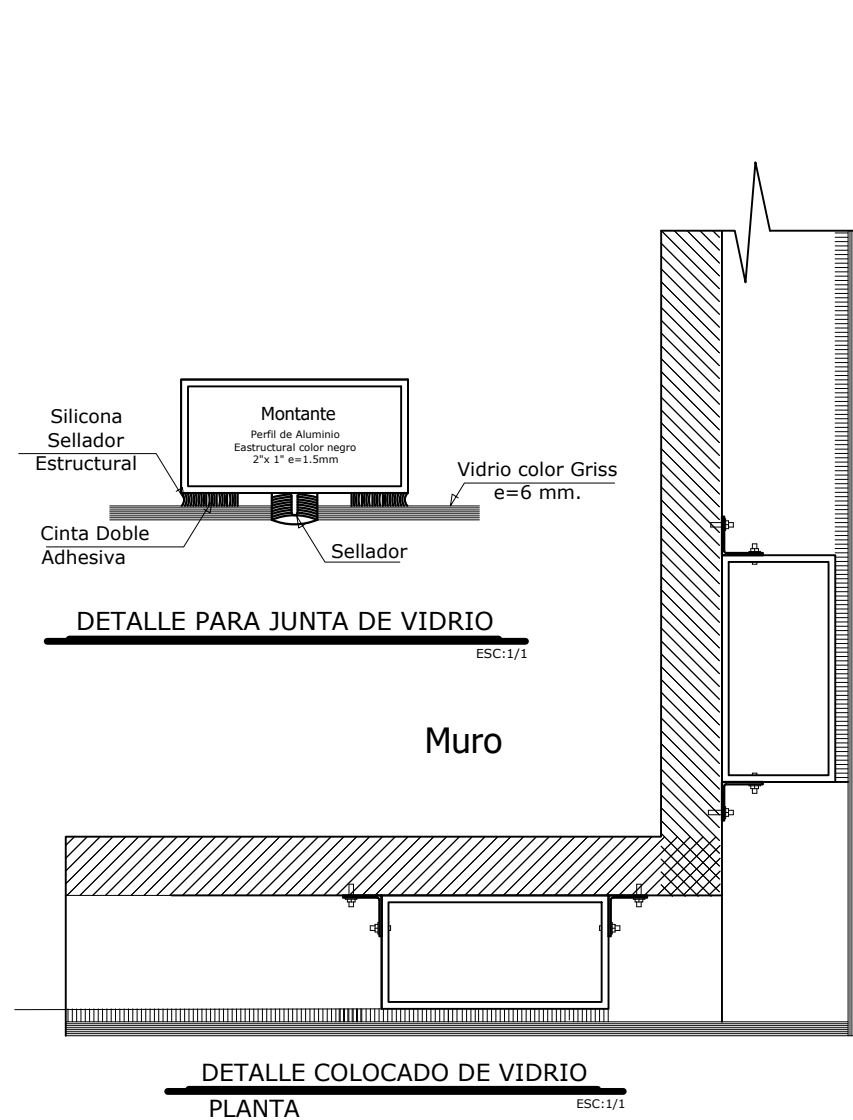 Silicona
Sellador
Estructural
Montante
Perfil de Aluminio
Eastructural color negro
2"x 1" e=1.5mm
Vidrio color Griss
e=6 mm.
Cinta Doble
Adhesiva
Sellador
DETALLE PARA JUNTA DE VIDRIO
ESC:1/1
Muro
DETALLE COLOCADO DE VIDRIO
PLANTA
ESC:1/1